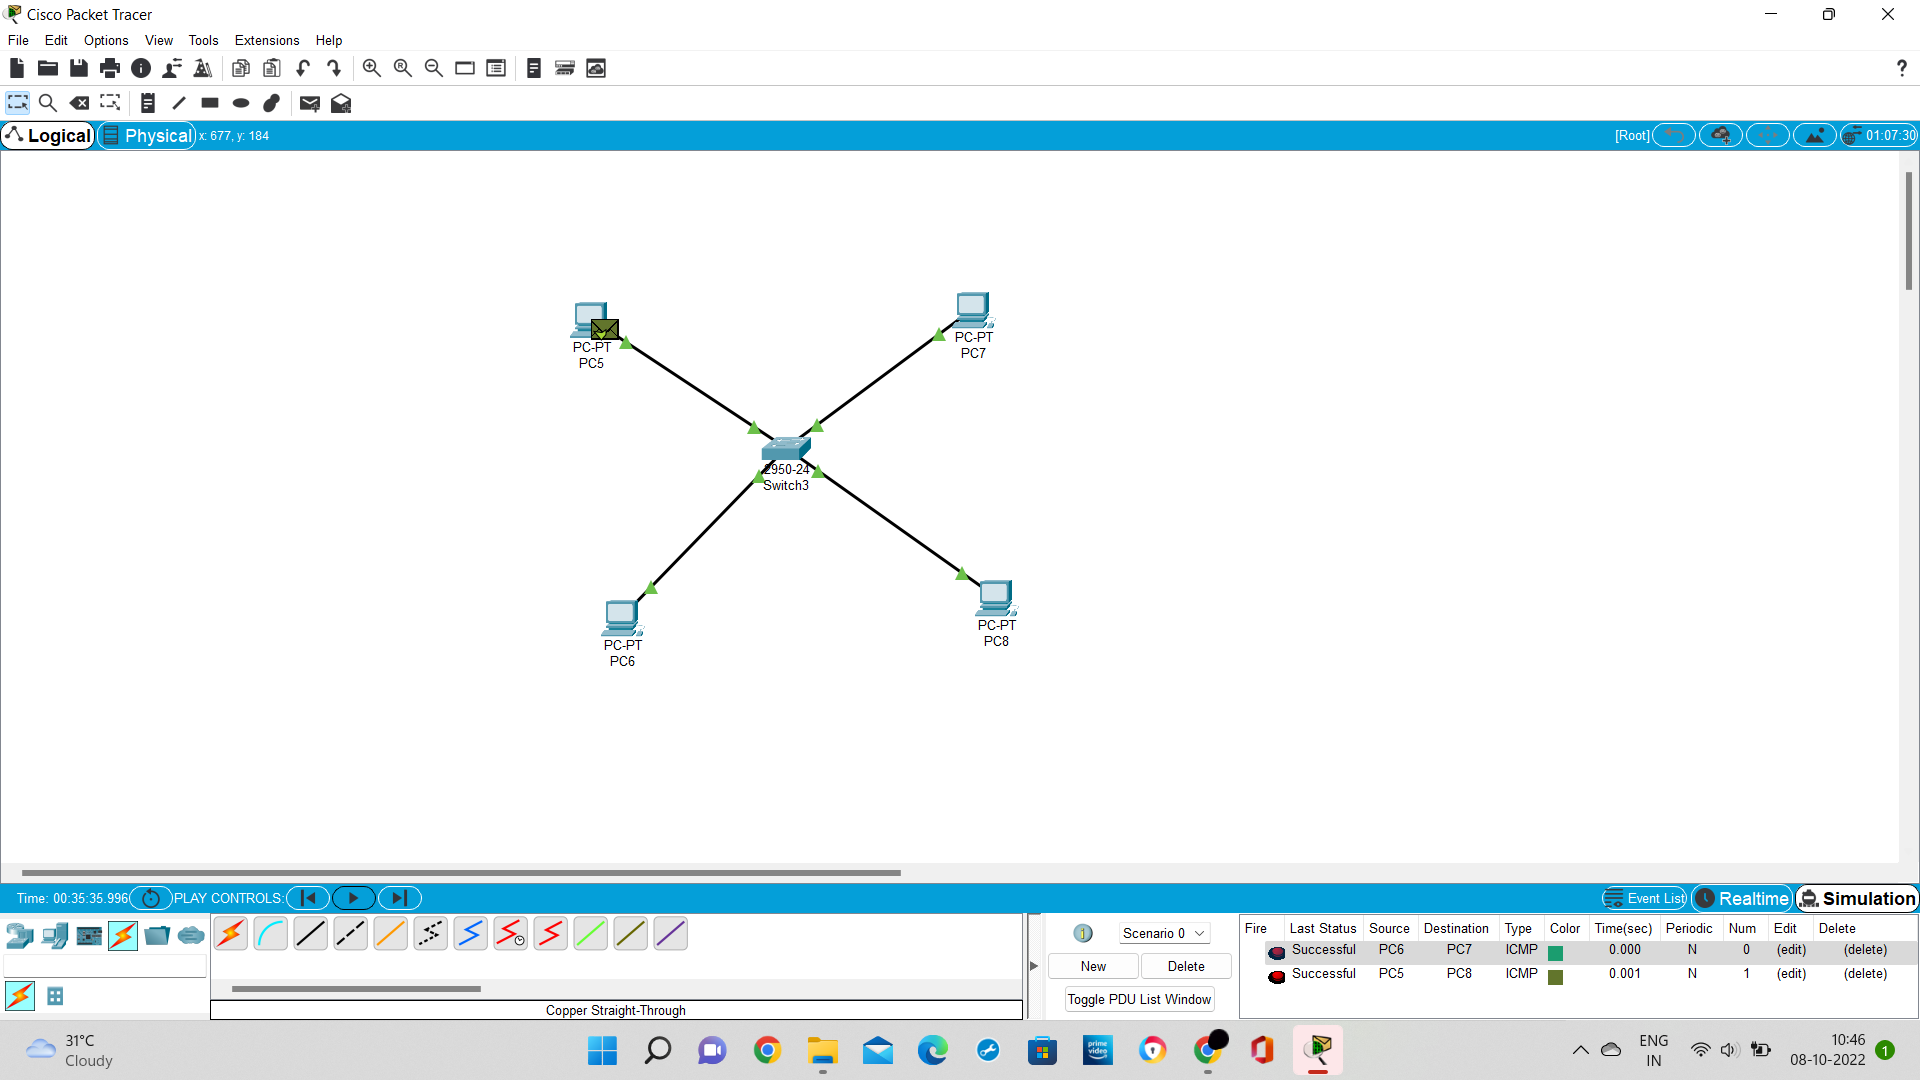 Cisco Packet Tracer
File Edit Options View Tools Extensions Help
Logical Physical x: 677, y: 184 [Root] 01:07:30
PC-PT
PC5
PC-PT
PC7
2950-24
Switch3
PC-PT
PC6
PC-PT
PC8
Time: 00:35:35.996 PLAY CONTROLS: Event List Realtime Simulation
Scenario 0
New Delete
Toggle PDU List Window
Fire Last Status Source Destination Type Color Time(sec) Periodic Num Edit Delete
Successful PC6 PC7 ICMP 0.000 N 0 (edit) (delete)
Successful PC5 PC8 ICMP 0.001 N 1 (edit) (delete)
Copper Straight-Through
31°C
Cloudy
prime video
ENG
IN
10:46
08-10-2022
1